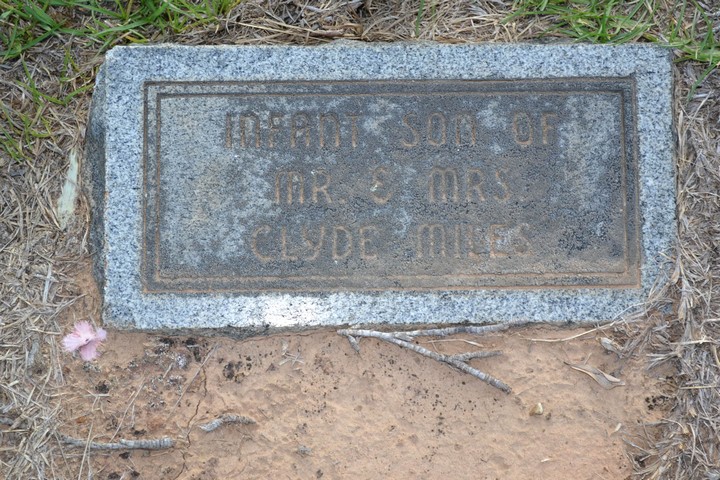 INFANT SON OF
MR. & MRS.
CLYDE MILES